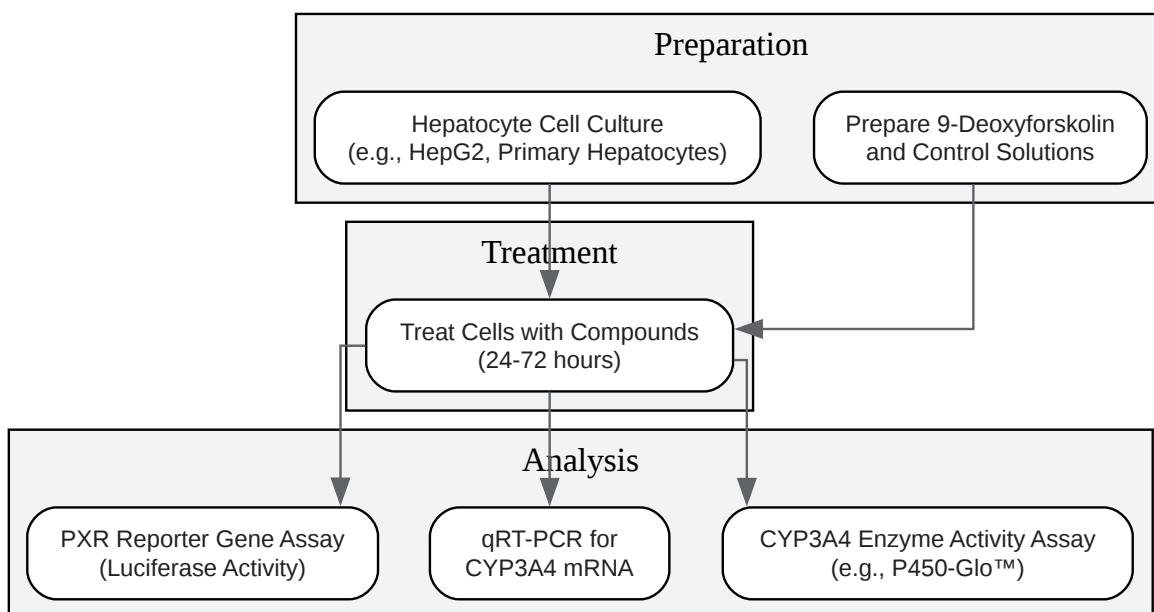 Preparation
Hepatocyte Cell Culture
(e.g., HepG2, Primary Hepatocytes)
Prepare 9-Deoxyforskolin
and Control Solutions
Treatment
Treat Cells with Compounds
(24-72 hours)
Analysis
PXR Reporter Gene Assay
(Luciferase Activity)
qRT-PCR for
CYP3A4 mRNA
CYP3A4 Enzyme Activity Assay
(e.g., P450-Glo™)